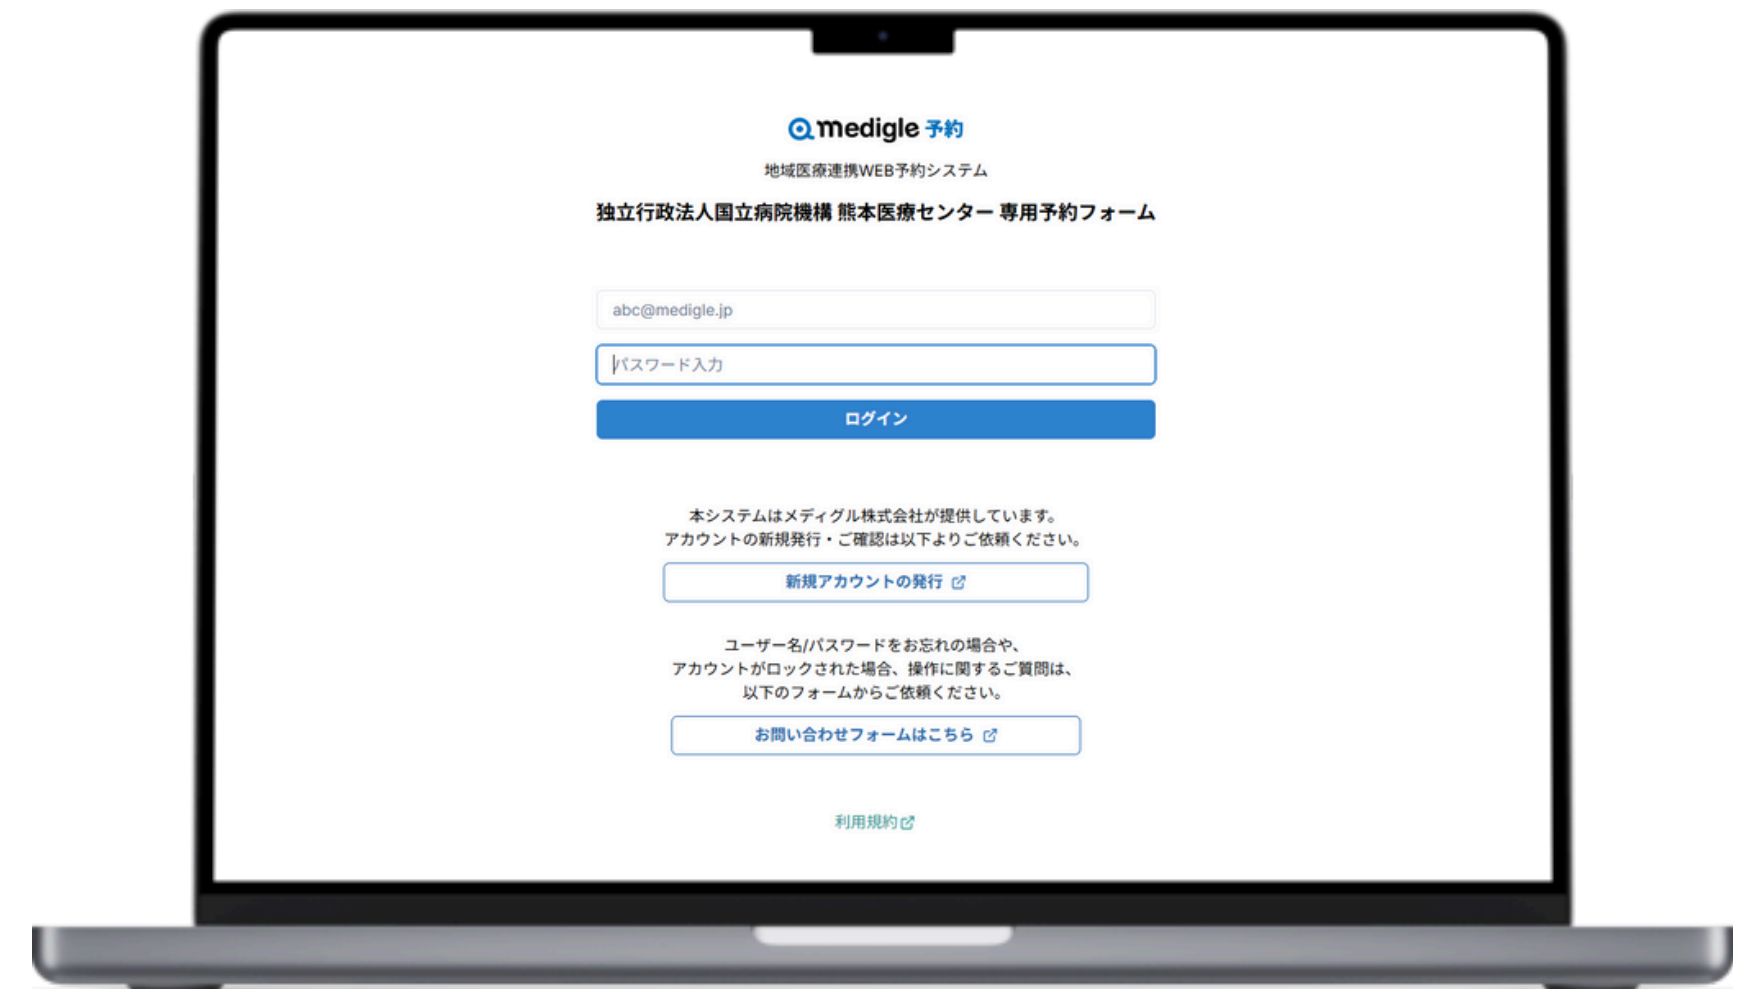 medigle 予約
地域医療連携WEB予約システム
独立行政法人国立病院機構 熊本医療センター 専用予約フォーム
abc@medigle.jp
パスワード入力
ログイン
本システムはメディグル株式会社が提供しています。
アカウントの新規発行・ご確認は以下よりご依頼ください。
新規アカウントの発行
ユーザー名/パスワードをお忘れの場合や、
アカウントがロックされた場合、操作に関するご質問は、
以下のフォームからご依頼ください。
お問い合わせフォームはこちら
利用規約